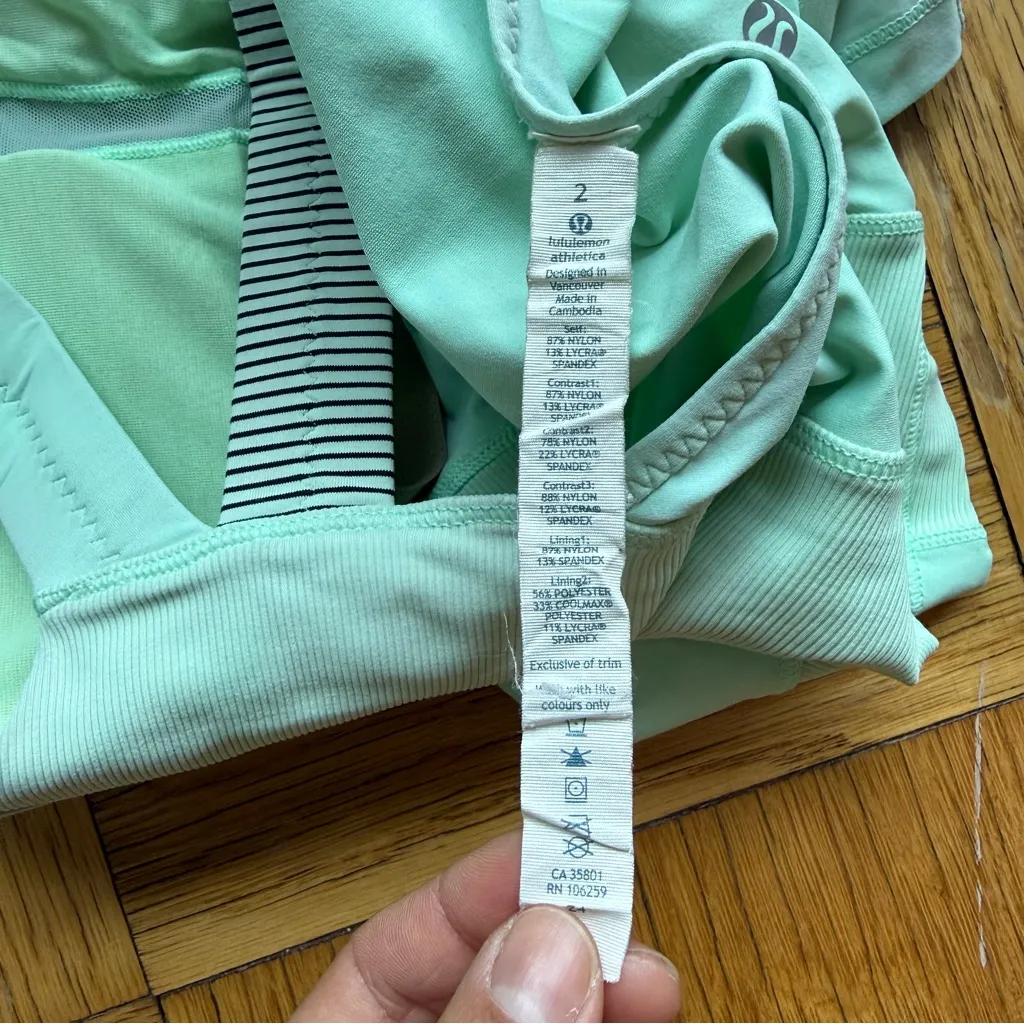 2
lululemon
athletica
Designed in
Vancouver
Made in
Cambodia
Self:
87% NYLON
13% LYCRA®
SPANDEX
Contrast1:
87% NYLON
13% LYCRA®
SPANDEX
Contrast2:
78% NYLON
22% LYCRA®
SPANDEX
Contrast3:
88% NYLON
12% LYCRA®
SPANDEX
Lining1:
87% NYLON
13% SPANDEX
Lining2:
56% POLYESTER
33% COOLMAX®
POLYESTER
11% LYCRA®
SPANDEX
Exclusive of trim
with like
colours only
CA 35801
RN 106259